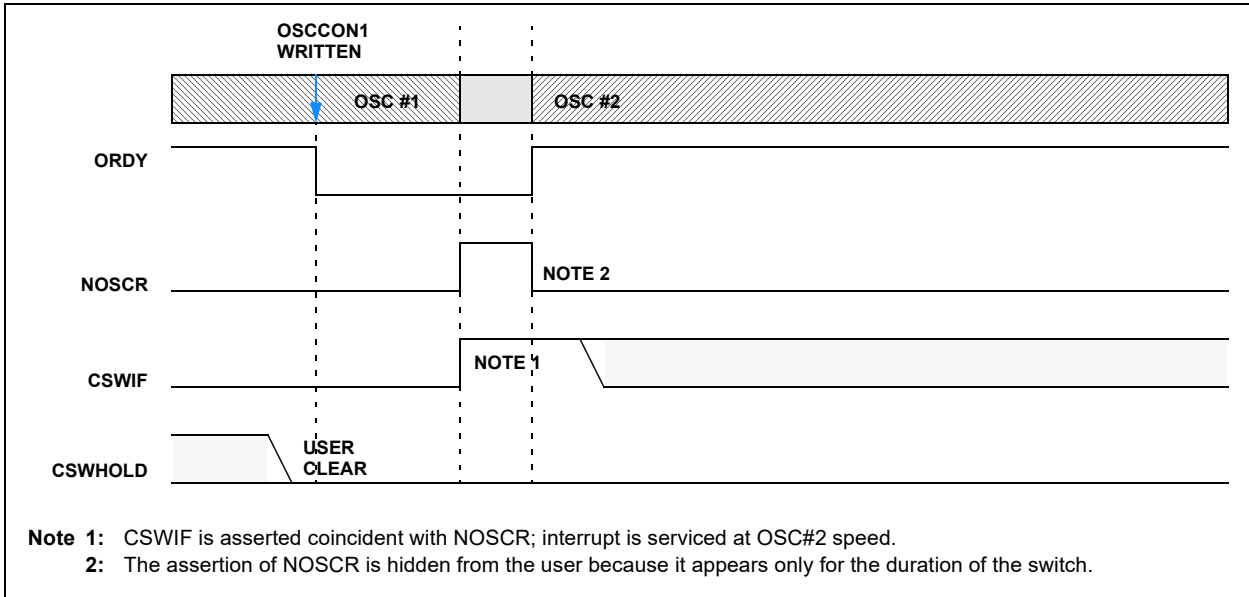 OSCCON1
WRITTEN
OSC #1
OSC #2
ORDY
NOSCR
NOTE 2
CSWIF
NOTE 1
CSWHOLD
USER
CLEAR
Note 1: CSWIF is asserted coincident with NOSCR; interrupt is serviced at OSC#2 speed.
2: The assertion of NOSCR is hidden from the user because it appears only for the duration of the switch.